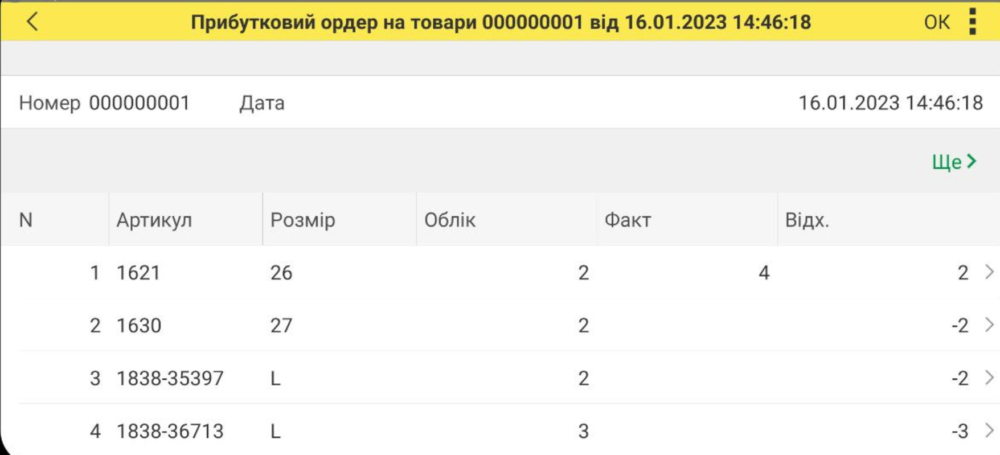 Прибутковий ордер на товари 000000001 від 16.01.2023 14:46:18 ОК
Номер 000000001 Дата 16.01.2023 14:46:18
Ще
N Артикул Розмір Облік Факт Відх.
1 1621 26 2 4 2
2 1630 27 2 -2
3 1838-35397 L 2 -2
4 1838-36713 L 3 -3